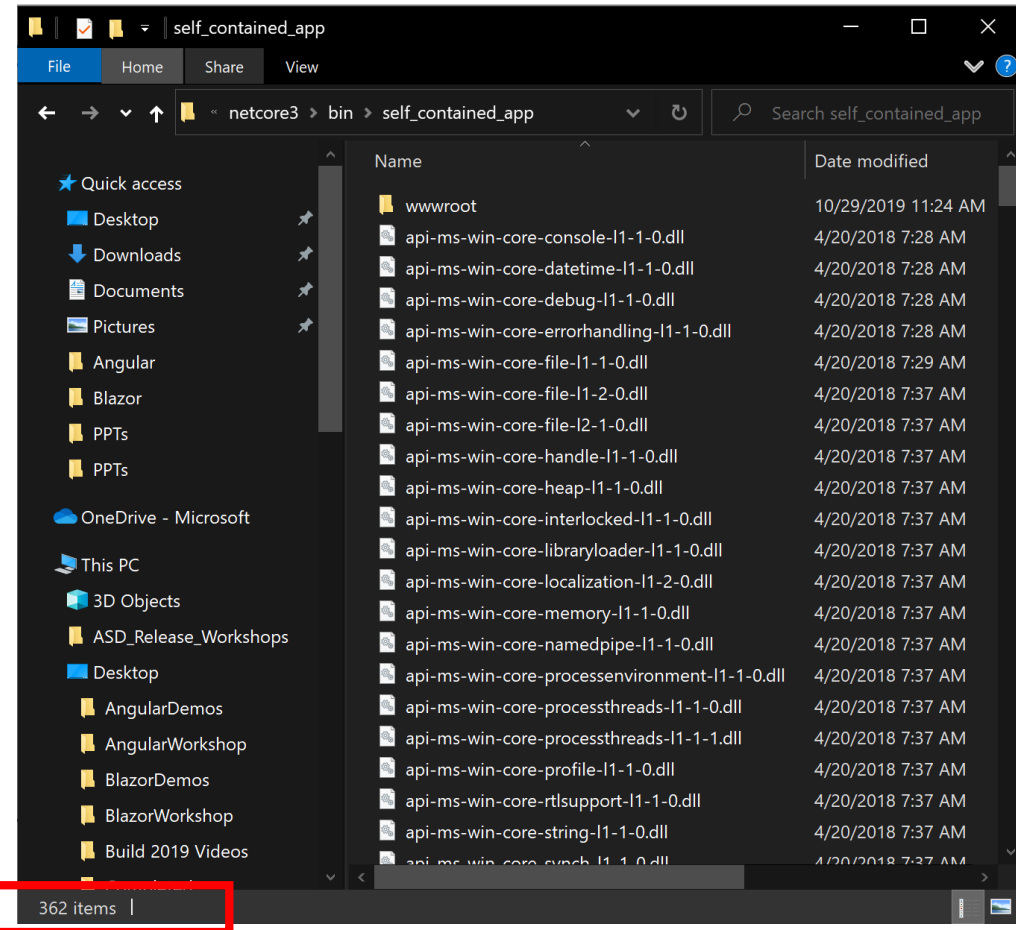 self_contained_app
File Home Share View
?
« netcore3 > bin > self_contained_app
Search self_contained_app
Quick access
Desktop
Downloads
Documents
Pictures
Angular
Blazor
PPTs
PPTs
OneDrive - Microsoft
This PC
3D Objects
ASD_Release_Workshops
Desktop
AngularDemos
AngularWorkshop
BlazorDemos
BlazorWorkshop
Build 2019 Videos
Name Date modified
wwwroot 10/29/2019 11:24 AM
api-ms-win-core-console-l1-1-0.dll 4/20/2018 7:28 AM
api-ms-win-core-datetime-l1-1-0.dll 4/20/2018 7:28 AM
api-ms-win-core-debug-l1-1-0.dll 4/20/2018 7:28 AM
api-ms-win-core-errorhandling-l1-1-0.dll 4/20/2018 7:28 AM
api-ms-win-core-file-l1-1-0.dll 4/20/2018 7:29 AM
api-ms-win-core-file-l1-2-0.dll 4/20/2018 7:37 AM
api-ms-win-core-file-l2-1-0.dll 4/20/2018 7:37 AM
api-ms-win-core-handle-l1-1-0.dll 4/20/2018 7:37 AM
api-ms-win-core-heap-l1-1-0.dll 4/20/2018 7:37 AM
api-ms-win-core-interlocked-l1-1-0.dll 4/20/2018 7:37 AM
api-ms-win-core-libraryloader-l1-1-0.dll 4/20/2018 7:37 AM
api-ms-win-core-localization-l1-2-0.dll 4/20/2018 7:37 AM
api-ms-win-core-memory-l1-1-0.dll 4/20/2018 7:37 AM
api-ms-win-core-namedpipe-l1-1-0.dll 4/20/2018 7:37 AM
api-ms-win-core-processenvironment-l1-1-0.dll 4/20/2018 7:37 AM
api-ms-win-core-processthreads-l1-1-0.dll 4/20/2018 7:37 AM
api-ms-win-core-processthreads-l1-1-1.dll 4/20/2018 7:37 AM
api-ms-win-core-profile-l1-1-0.dll 4/20/2018 7:37 AM
api-ms-win-core-rtlsupport-l1-1-0.dll 4/20/2018 7:37 AM
api-ms-win-core-string-l1-1-0.dll 4/20/2018 7:37 AM
api-ms-win-core-synch-l1-1-0.dll 4/20/2018 7:37 AM
362 items